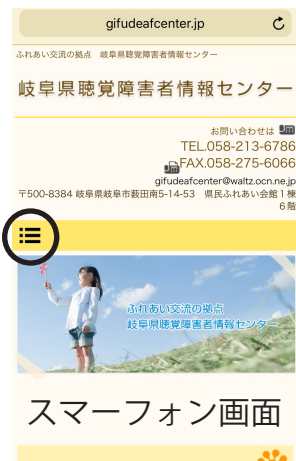 gifudeafcenter.jp
ふれあい交流の拠点　岐阜県聴覚障害者情報センター
岐阜県聴覚障害者情報センター
お問い合わせは
TEL.058-213-6786
FAX.058-275-6066
gifudeafcenter@waltz.ocn.ne.jp
〒500-8384 岐阜県岐阜市薮田南5-14-53　県民ふれあい会館１棟
６階
ふれあい交流の拠点
岐阜県聴覚障害者情報センター
スマーフォン画面